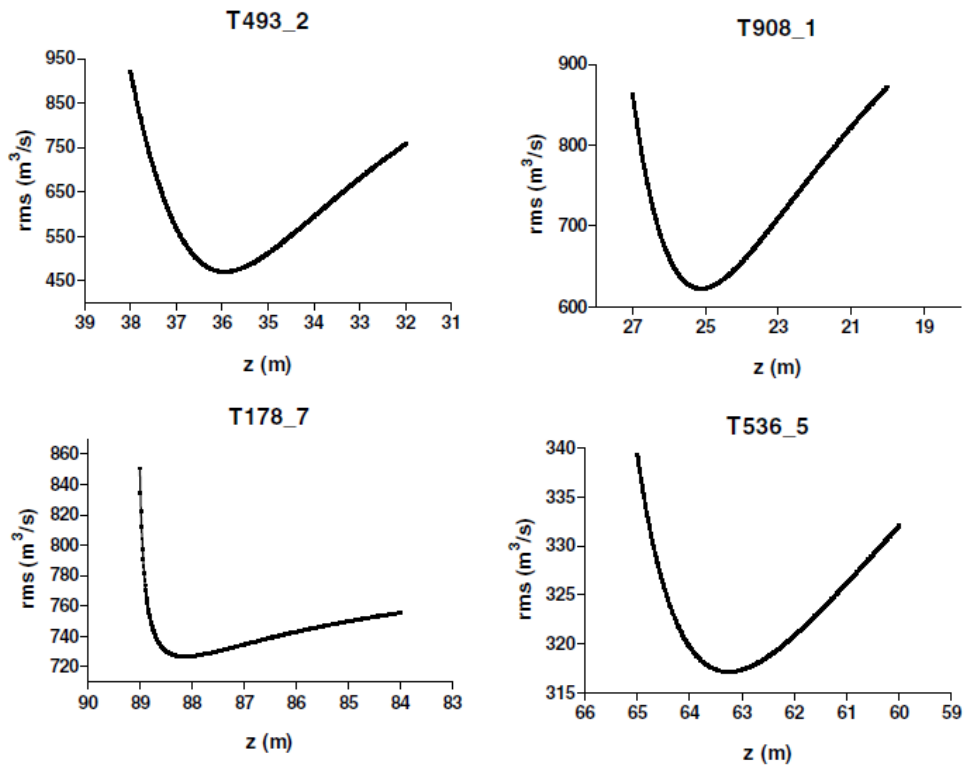 T493_2
950
850
750
650
550
450
rms (m³/s)
39 38 37 36 35 34 33 32 31
z (m)
T908_1
900
800
700
600
rms (m³/s)
27 25 23 21 19
z (m)
T178_7
860
840
820
800
780
760
740
720
rms (m³/s)
90 89 88 87 86 85 84 83
z (m)
T536_5
340
335
330
325
320
315
rms (m³/s)
66 65 64 63 62 61 60 59
z (m)